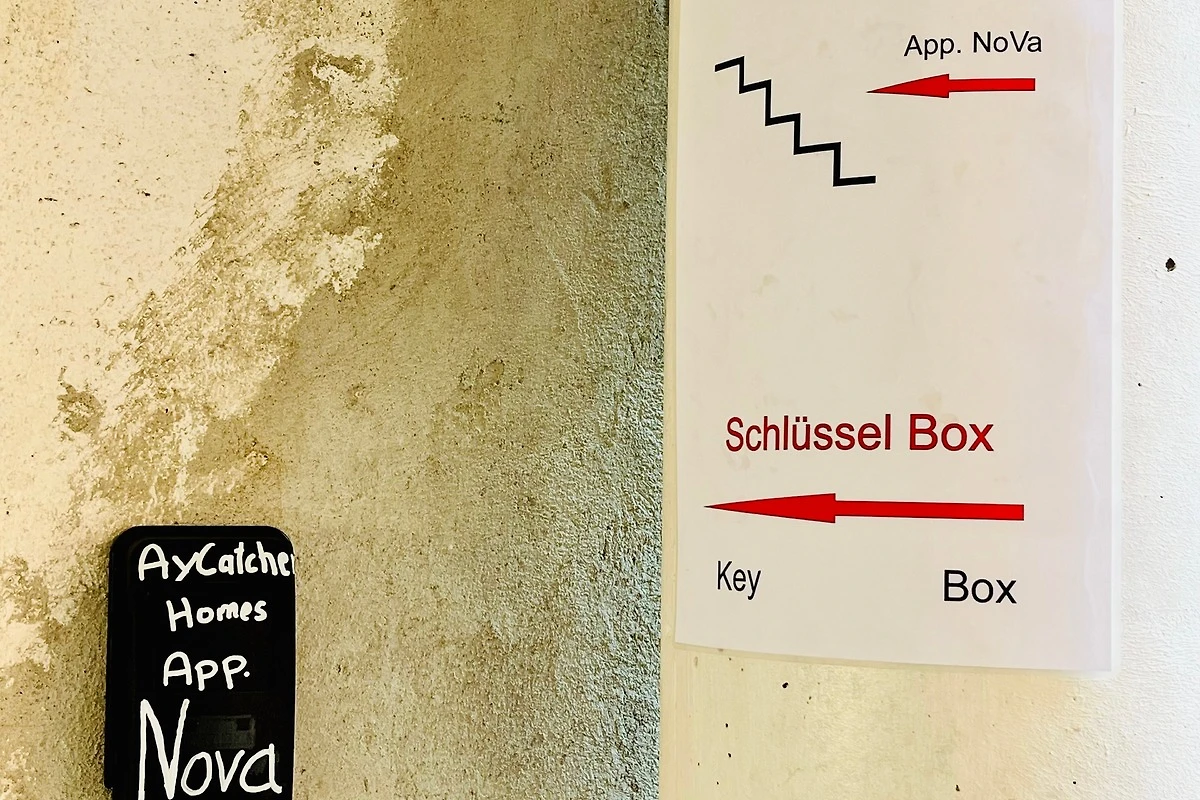 App. NoVa
Schlüssel Box
Key Box
AyCatcher
Homes
App.
Nova